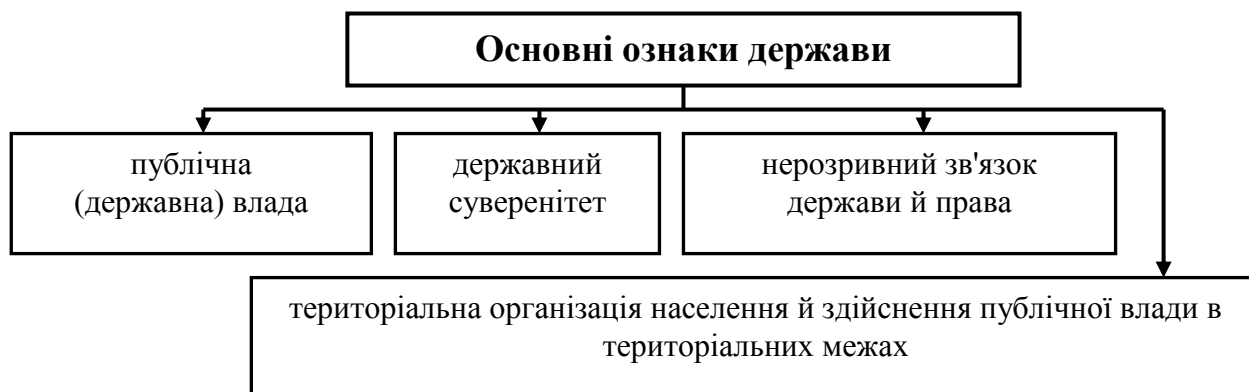 Основні ознаки держави
публічна
(державна) влада
державний
суверенітет
нерозривний зв'язок
держави й права
територіальна організація населення й здійснення публічної влади в
територіальних межах